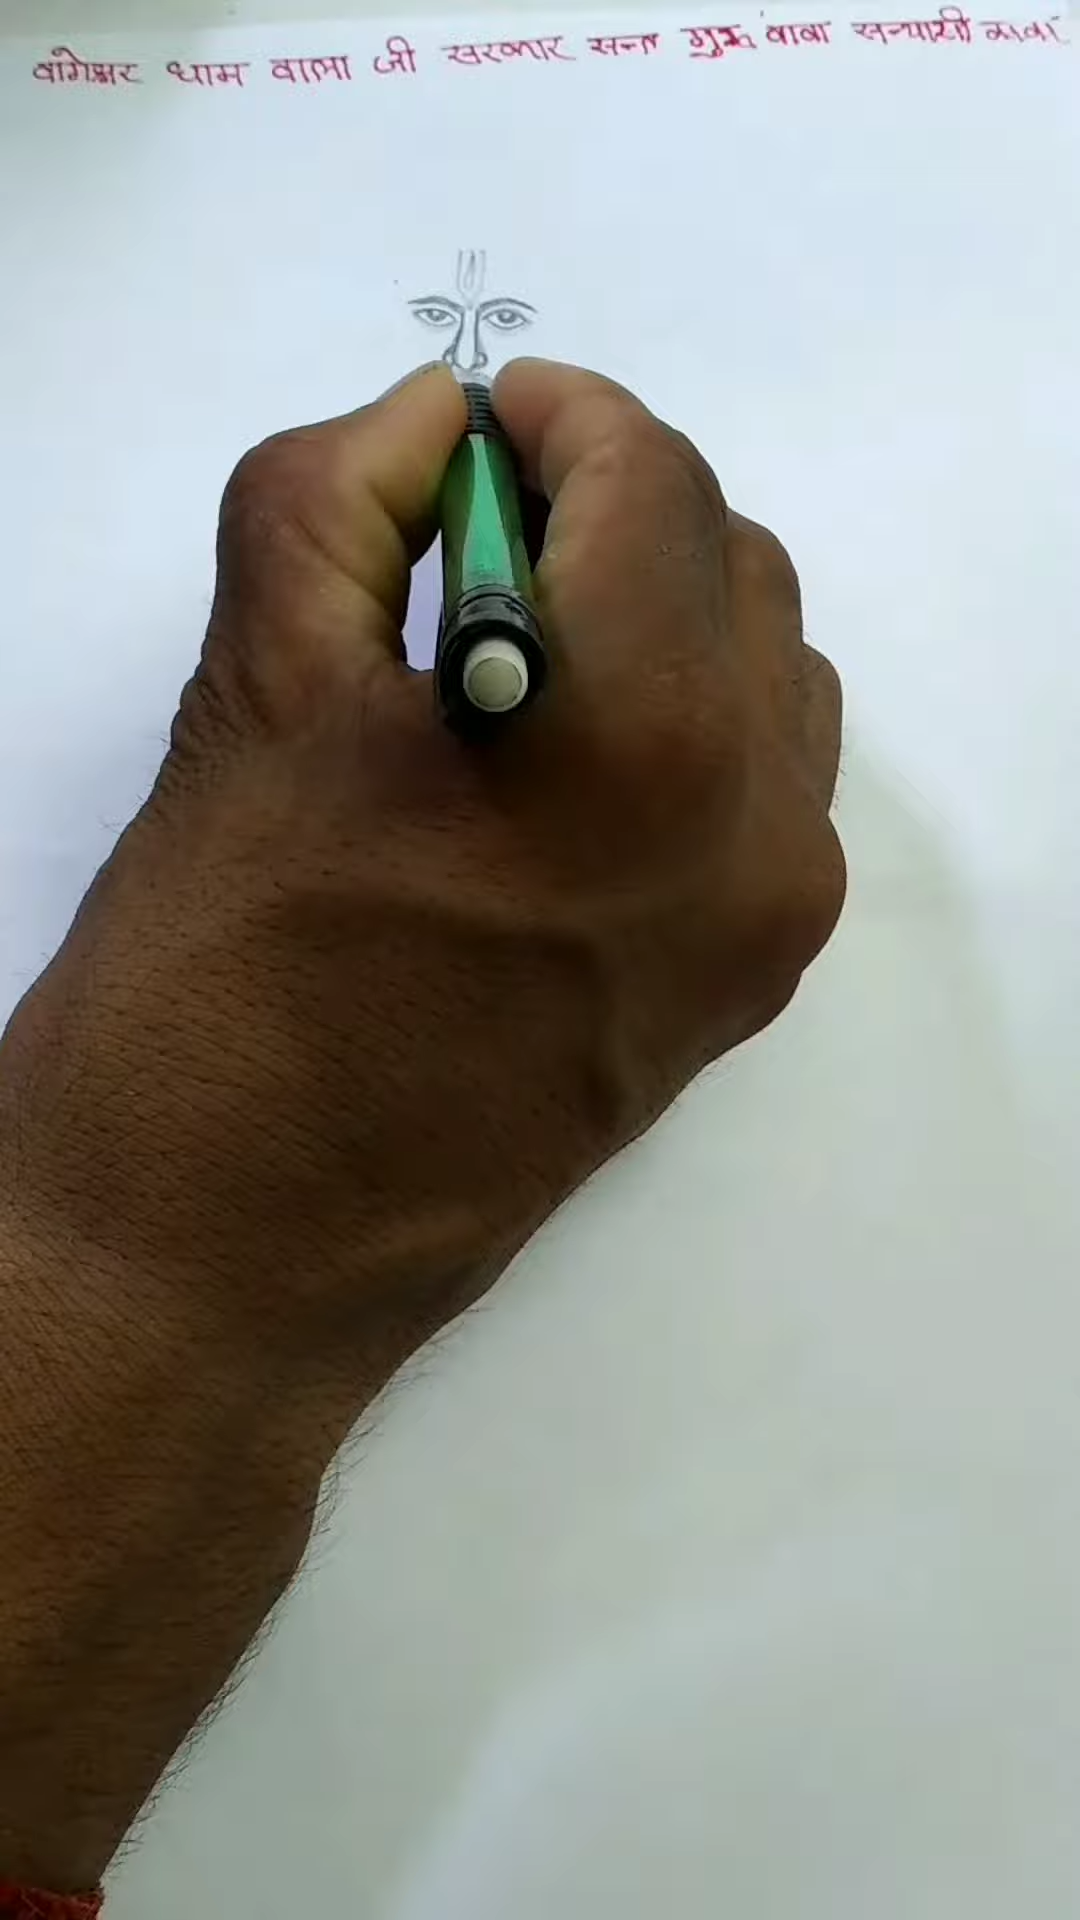 वागेश्वर धाम वाला जी सरकार सन्त गुरू बाबा सन्यासी बाबा